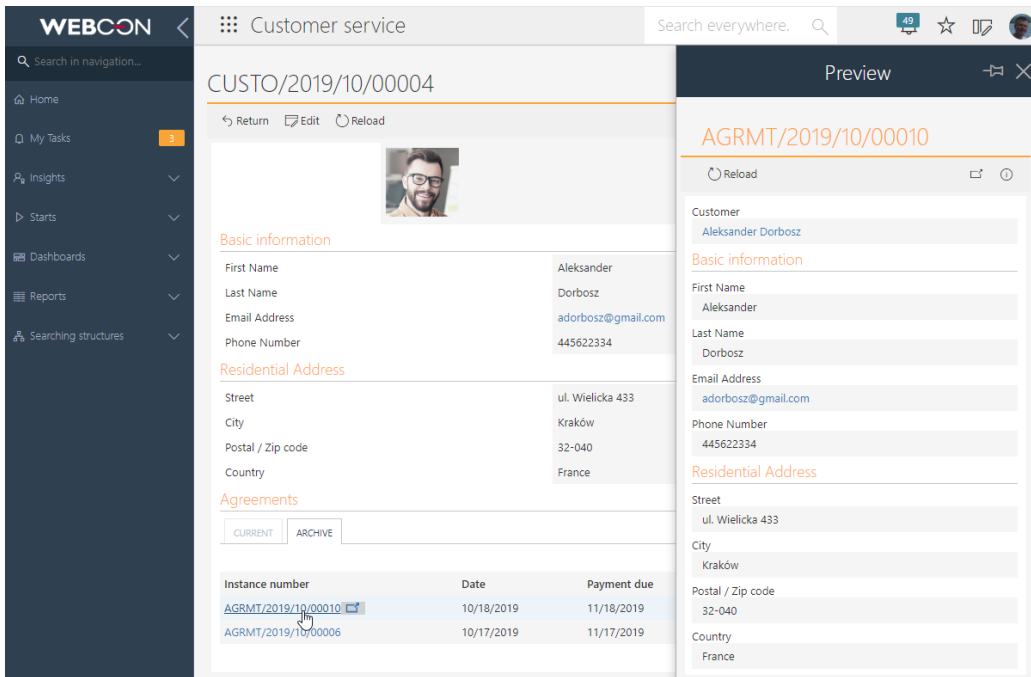 WEBCON
Search in navigation...
Home
My Tasks
3
Insights
Starts
Dashboards
Reports
Searching structures
Customer service
Search everywhere.
49
CUSTO/2019/10/00004
Return Edit Reload
Basic information
First Name Aleksander
Last Name Dorbosz
Email Address adorbosz@gmail.com
Phone Number 445622334
Residential Address
Street ul. Wielicka 433
City Kraków
Postal / Zip code 32-040
Country France
Agreements
CURRENT ARCHIVE
Instance number Date Payment due
AGRMT/2019/10/00010 10/18/2019 11/18/2019
AGRMT/2019/10/00006 10/17/2019 11/17/2019
Preview
AGRMT/2019/10/00010
Reload
Customer
Aleksander Dorbosz
Basic information
First Name
Aleksander
Last Name
Dorbosz
Email Address
adorbosz@gmail.com
Phone Number
445622334
Residential Address
Street
ul. Wielicka 433
City
Kraków
Postal / Zip code
32-040
Country
France